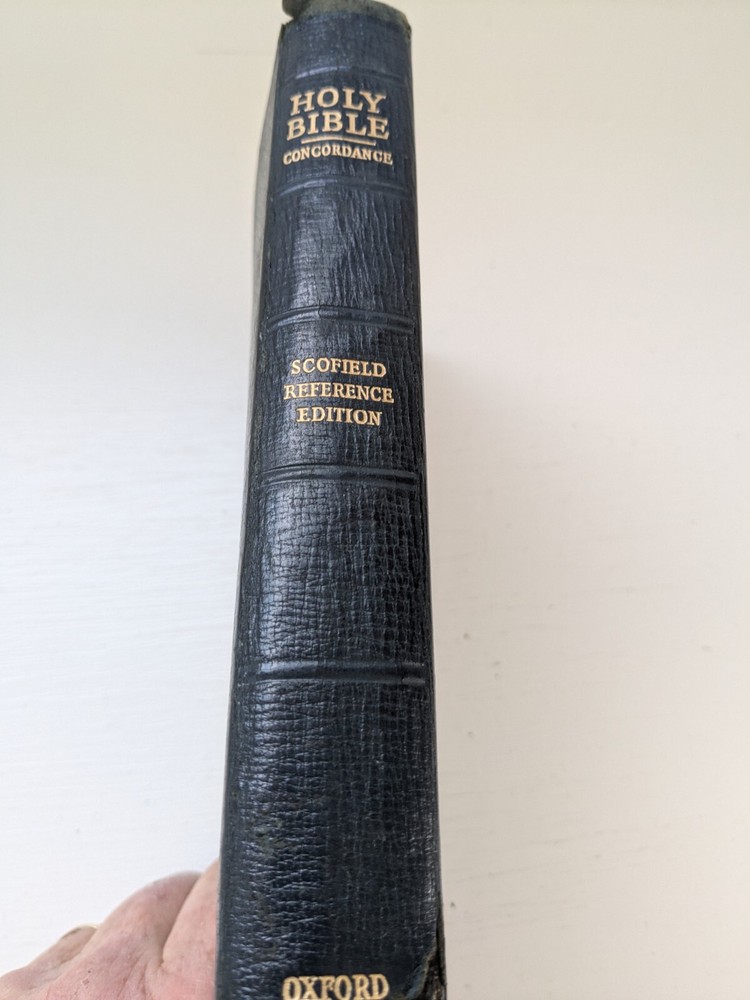 HOLY
BIBLE
CONCORDANCE
SCOFIELD
REFERENCE
EDITION
OXFORD